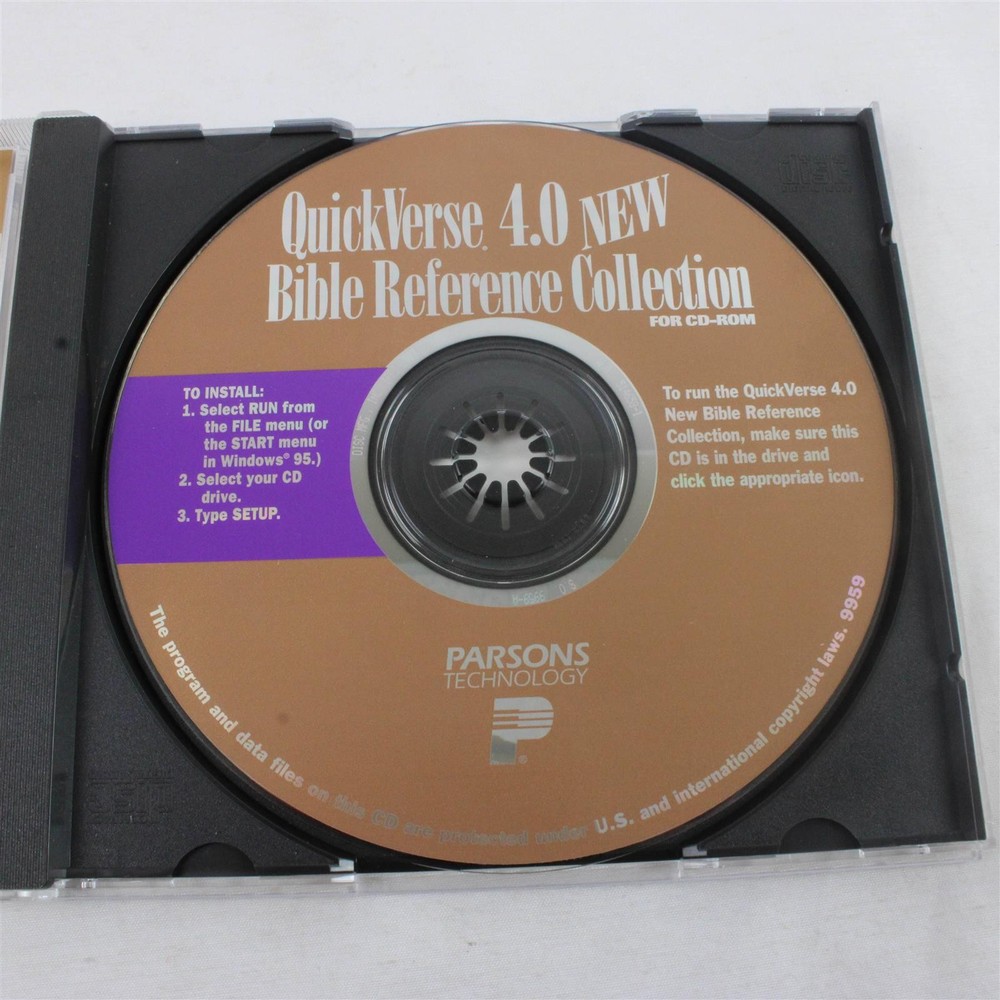 QuickVerse® 4.0 NEW
Bible Reference Collection
FOR CD-ROM
TO INSTALL:
1. Select RUN from
the FILE menu (or
the START menu
in Windows® 95.)
2. Select your CD
drive.
3. Type SETUP.
To run the QuickVerse 4.0
New Bible Reference
Collection, make sure this
CD is in the drive and
click the appropriate icon.
PARSONS
TECHNOLOGY
P®
The program and data files on this CD are protected under U.S. and international copyright laws. 9959
disc